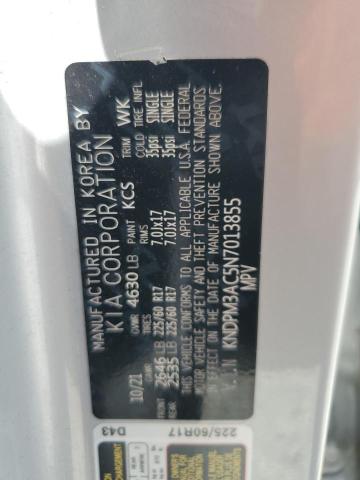 MANUFACTURED IN KOREA BY
KIA CORPORATION
10/21 GVWR 4630 LB PAINT KCS TRIM WK
GAWR RIMS COLD TIRE INFL
FRONT 2646 LB 225/60 R17 7.0Jx17 35psi SINGLE
REAR 2535 LB 225/60 R17 7.0Jx17 35psi SINGLE
THIS VEHICLE CONFORMS TO ALL APPLICABLE U.S.A. FEDERAL
MOTOR VEHICLE SAFETY AND THEFT PREVENTION STANDARDS
IN EFFECT ON THE DATE OF MANUFACTURE SHOWN ABOVE.
V.I.N KNDPM3AC5N7013855
MPV
D43
225/60R17